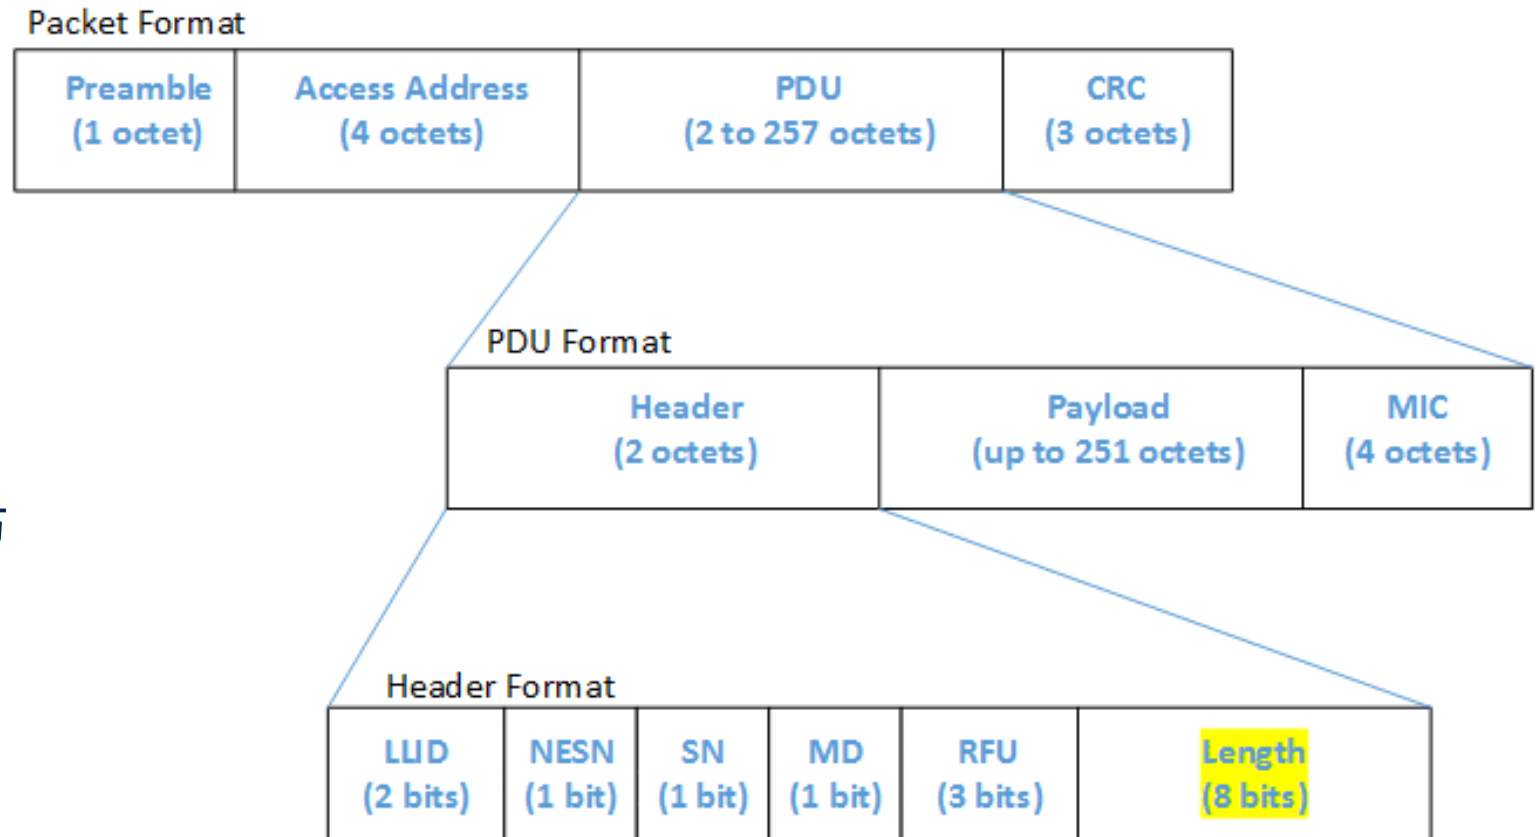 Packet Format
Preamble Access Address PDU CRC
(1 octet) (4 octets) (2 to 257 octets) (3 octets)
PDU Format
Header Payload MIC
(2 octets) (up to 251 octets) (4 octets)
Header Format
LLID NESN SN MD RFU Length
(2 bits) (1 bit) (1 bit) (1 bit) (3 bits) (8 bits)